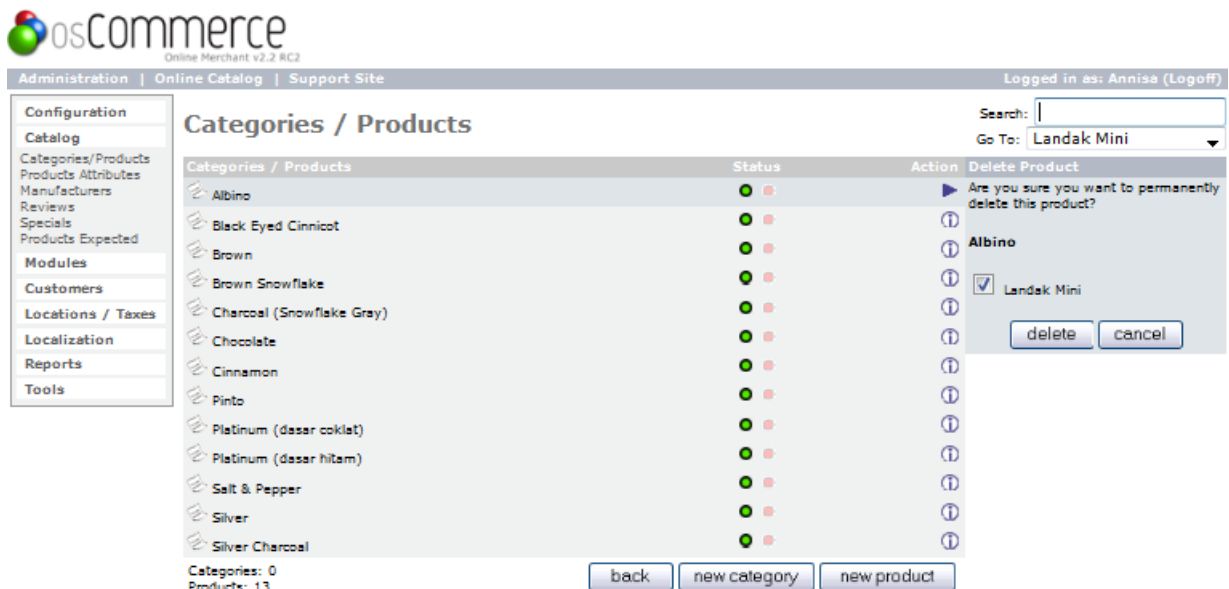 osCommerce
Online Merchant v2.2 RC2
Administration | Online Catalog | Support Site
Logged in as: Annisa (Logoff)
Configuration
Catalog
Categories/Products
Products Attributes
Manufacturers
Reviews
Specials
Products Expected
Modules
Customers
Locations / Taxes
Localization
Reports
Tools
Categories / Products
Search:
Go To: Landak Mini
Categories / Products Status Action
Albino
Black Eyed Cinnicot
Brown
Brown Snowflake
Charcoal (Snowflake Gray)
Chocolate
Cinnamon
Pinto
Platinum (dasar coklat)
Platinum (dasar hitam)
Salt & Pepper
Silver
Silver Charcoal
Categories: 0
Products: 13
back new category new product
Delete Product
Are you sure you want to permanently
delete this product?
Albino
Landak Mini
delete cancel